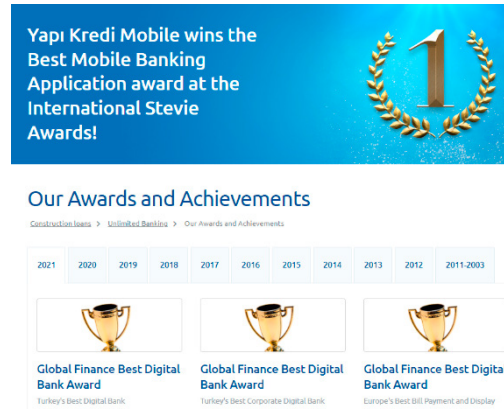 Yapı Kredi Mobile wins the
Best Mobile Banking
Application award at the
International Stevie
Awards!
1
Our Awards and Achievements
Construction loans > Unlimited Banking > Our Awards and Achievements
2021 2020 2019 2018 2017 2016 2015 2014 2013 2012 2011-2003
Global Finance Best Digital
Bank Award
Turkey's Best Digital Bank
Global Finance Best Digital
Bank Award
Turkey's Best Corporate Digital Bank
Global Finance Best Digita
Bank Award
Europe's Best Bill Payment and Display